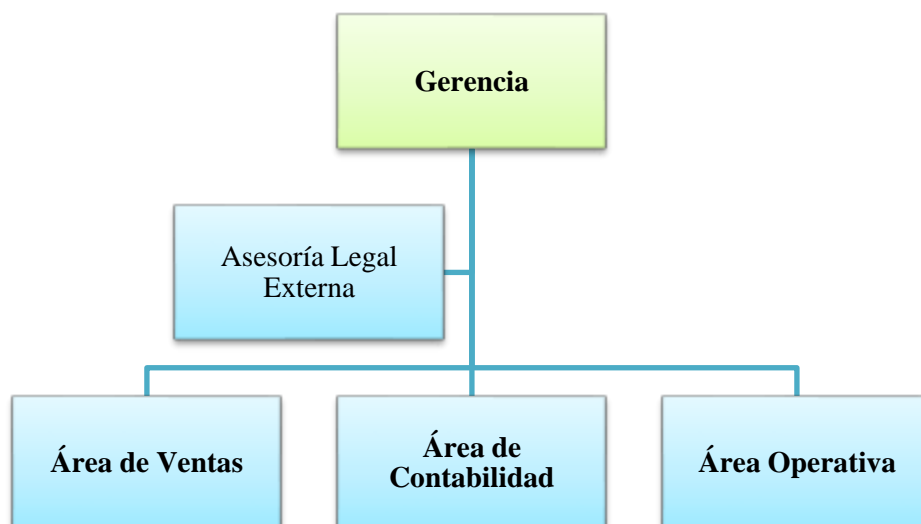 Gerencia
Asesoría Legal
Externa
Área de Ventas
Área de
Contabilidad
Área Operativa